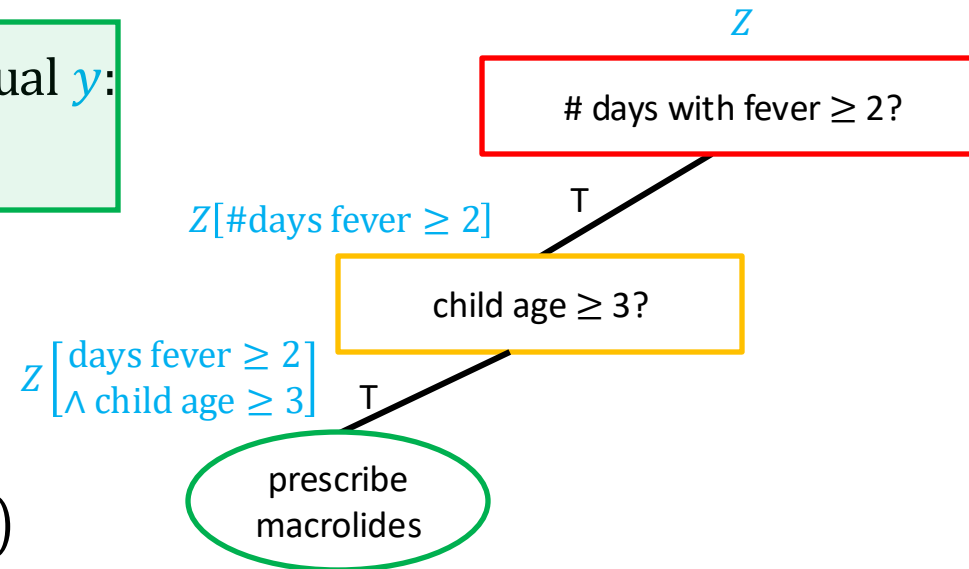 Z
ual y:
# days with fever ≥ 2?
T
Z[#days fever ≥ 2]
child age ≥ 3?
Z[days fever ≥ 2
∧ child age ≥ 3]
T
prescribe
macrolides
)